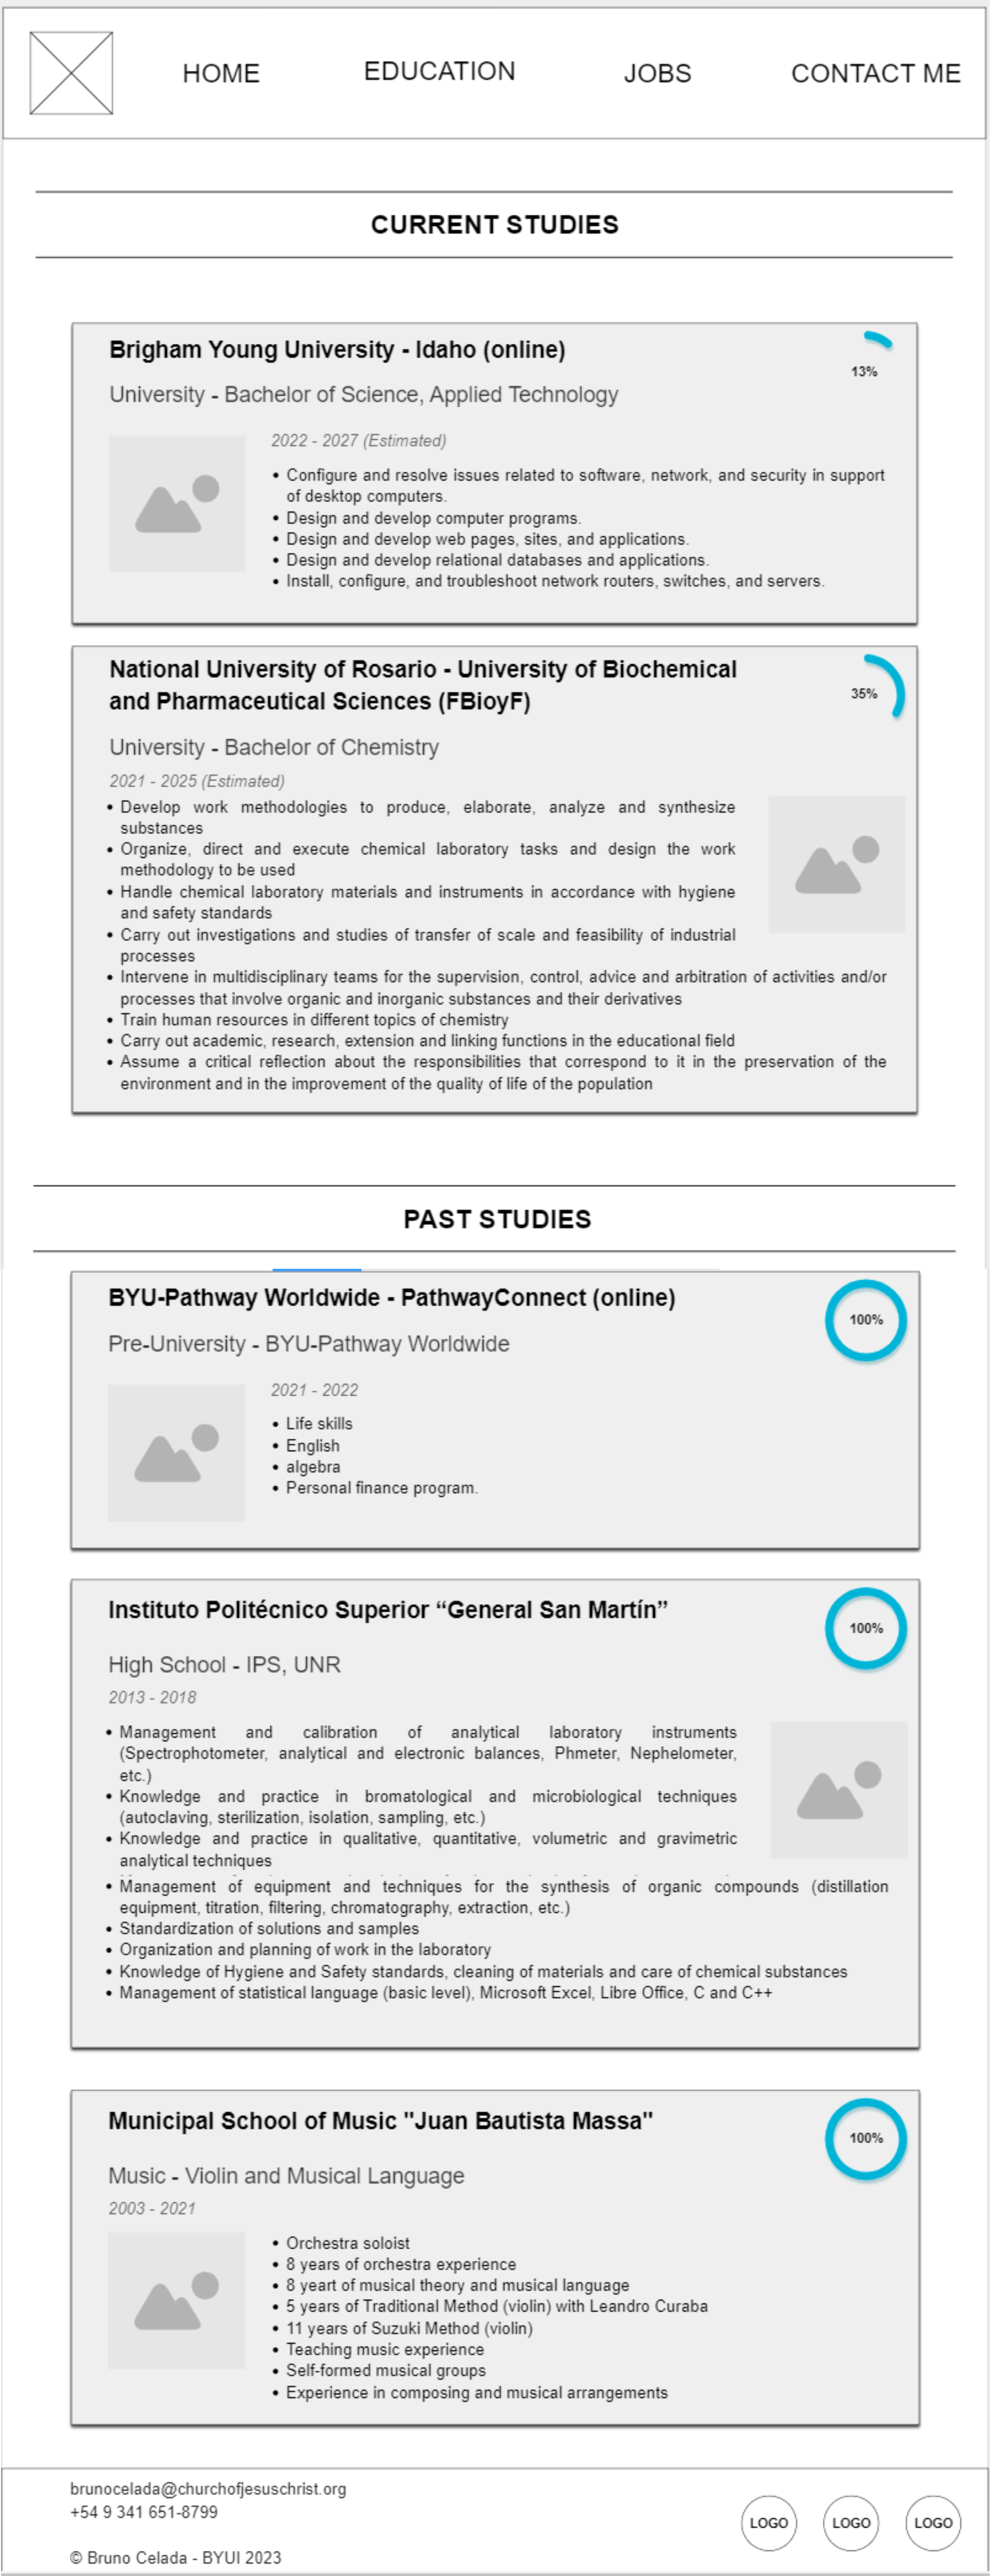 HOME EDUCATION JOBS CONTACT ME
CURRENT STUDIES
Brigham Young University - Idaho (online)
13%
University - Bachelor of Science, Applied Technology
2022 - 2027 (Estimated)
• Configure and resolve issues related to software, network, and security in support
of desktop computers.
• Design and develop computer programs.
• Design and develop web pages, sites, and applications.
• Design and develop relational databases and applications.
• Install, configure, and troubleshoot network routers, switches, and servers.
National University of Rosario - University of Biochemical
and Pharmaceutical Sciences (FBioyF)
35%
University - Bachelor of Chemistry
2021 - 2025 (Estimated)
• Develop work methodologies to produce, elaborate, analyze and synthesize
substances
• Organize, direct and execute chemical laboratory tasks and design the work
methodology to be used
• Handle chemical laboratory materials and instruments in accordance with hygiene
and safety standards
• Carry out investigations and studies of transfer of scale and feasibility of industrial
processes
• Intervene in multidisciplinary teams for the supervision, control, advice and arbitration of activities and/or
processes that involve organic and inorganic substances and their derivatives
• Train human resources in different topics of chemistry
• Carry out academic, research, extension and linking functions in the educational field
• Assume a critical reflection about the responsibilities that correspond to it in the preservation of the
environment and in the improvement of the quality of life of the population
PAST STUDIES
BYU-Pathway Worldwide - PathwayConnect (online)
100%
Pre-University - BYU-Pathway Worldwide
2021 - 2022
• Life skills
• English
• algebra
• Personal finance program.
Instituto Politécnico Superior “General San Martín”
100%
High School - IPS, UNR
2013 - 2018
• Management and calibration of analytical laboratory instruments
(Spectrophotometer, analytical and electronic balances, Phmeter, Nephelometer,
etc.)
• Knowledge and practice in bromatological and microbiological techniques
(autoclaving, sterilization, isolation, sampling, etc.)
• Knowledge and practice in qualitative, quantitative, volumetric and gravimetric
analytical techniques
• Management of equipment and techniques for the synthesis of organic compounds (distillation
equipment, titration, filtering, chromatography, extraction, etc.)
• Standardization of solutions and samples
• Organization and planning of work in the laboratory
• Knowledge of Hygiene and Safety standards, cleaning of materials and care of chemical substances
• Management of statistical language (basic level), Microsoft Excel, Libre Office, C and C++
Municipal School of Music "Juan Bautista Massa"
100%
Music - Violin and Musical Language
2003 - 2021
• Orchestra soloist
• 8 years of orchestra experience
• 8 yeart of musical theory and musical language
• 5 years of Traditional Method (violin) with Leandro Curaba
• 11 years of Suzuki Method (violin)
• Teaching music experience
• Self-formed musical groups
• Experience in composing and musical arrangements
brunocelada@churchofjesuschrist.org
+54 9 341 651-8799
LOGO LOGO LOGO
© Bruno Celada - BYUI 2023